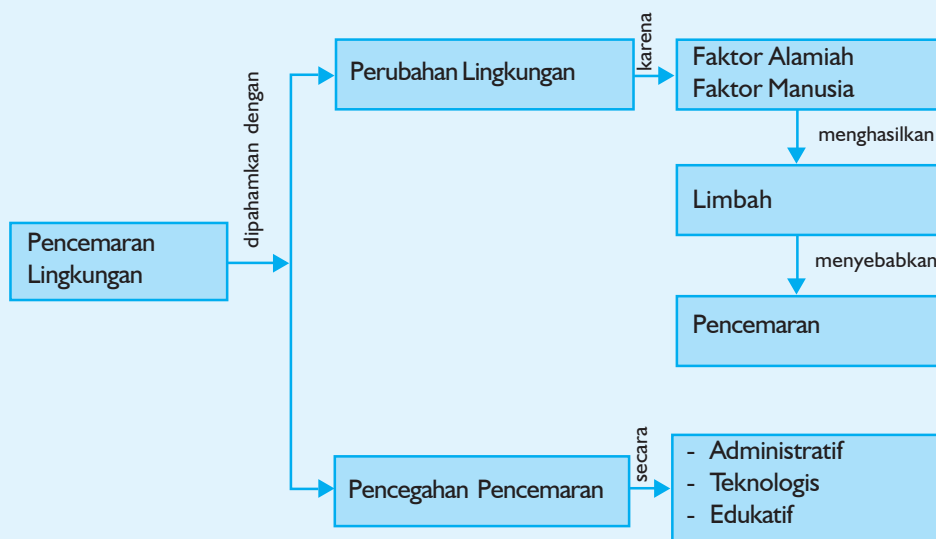 Pencemaran
Lingkungan
dipahamkan dengan
Perubahan Lingkungan
karena
Faktor Alamiah
Faktor Manusia
menghasilkan
Limbah
menyebabkan
Pencemaran
Pencegahan Pencemaran
secara
- Administratif
- Teknologis
- Edukatif